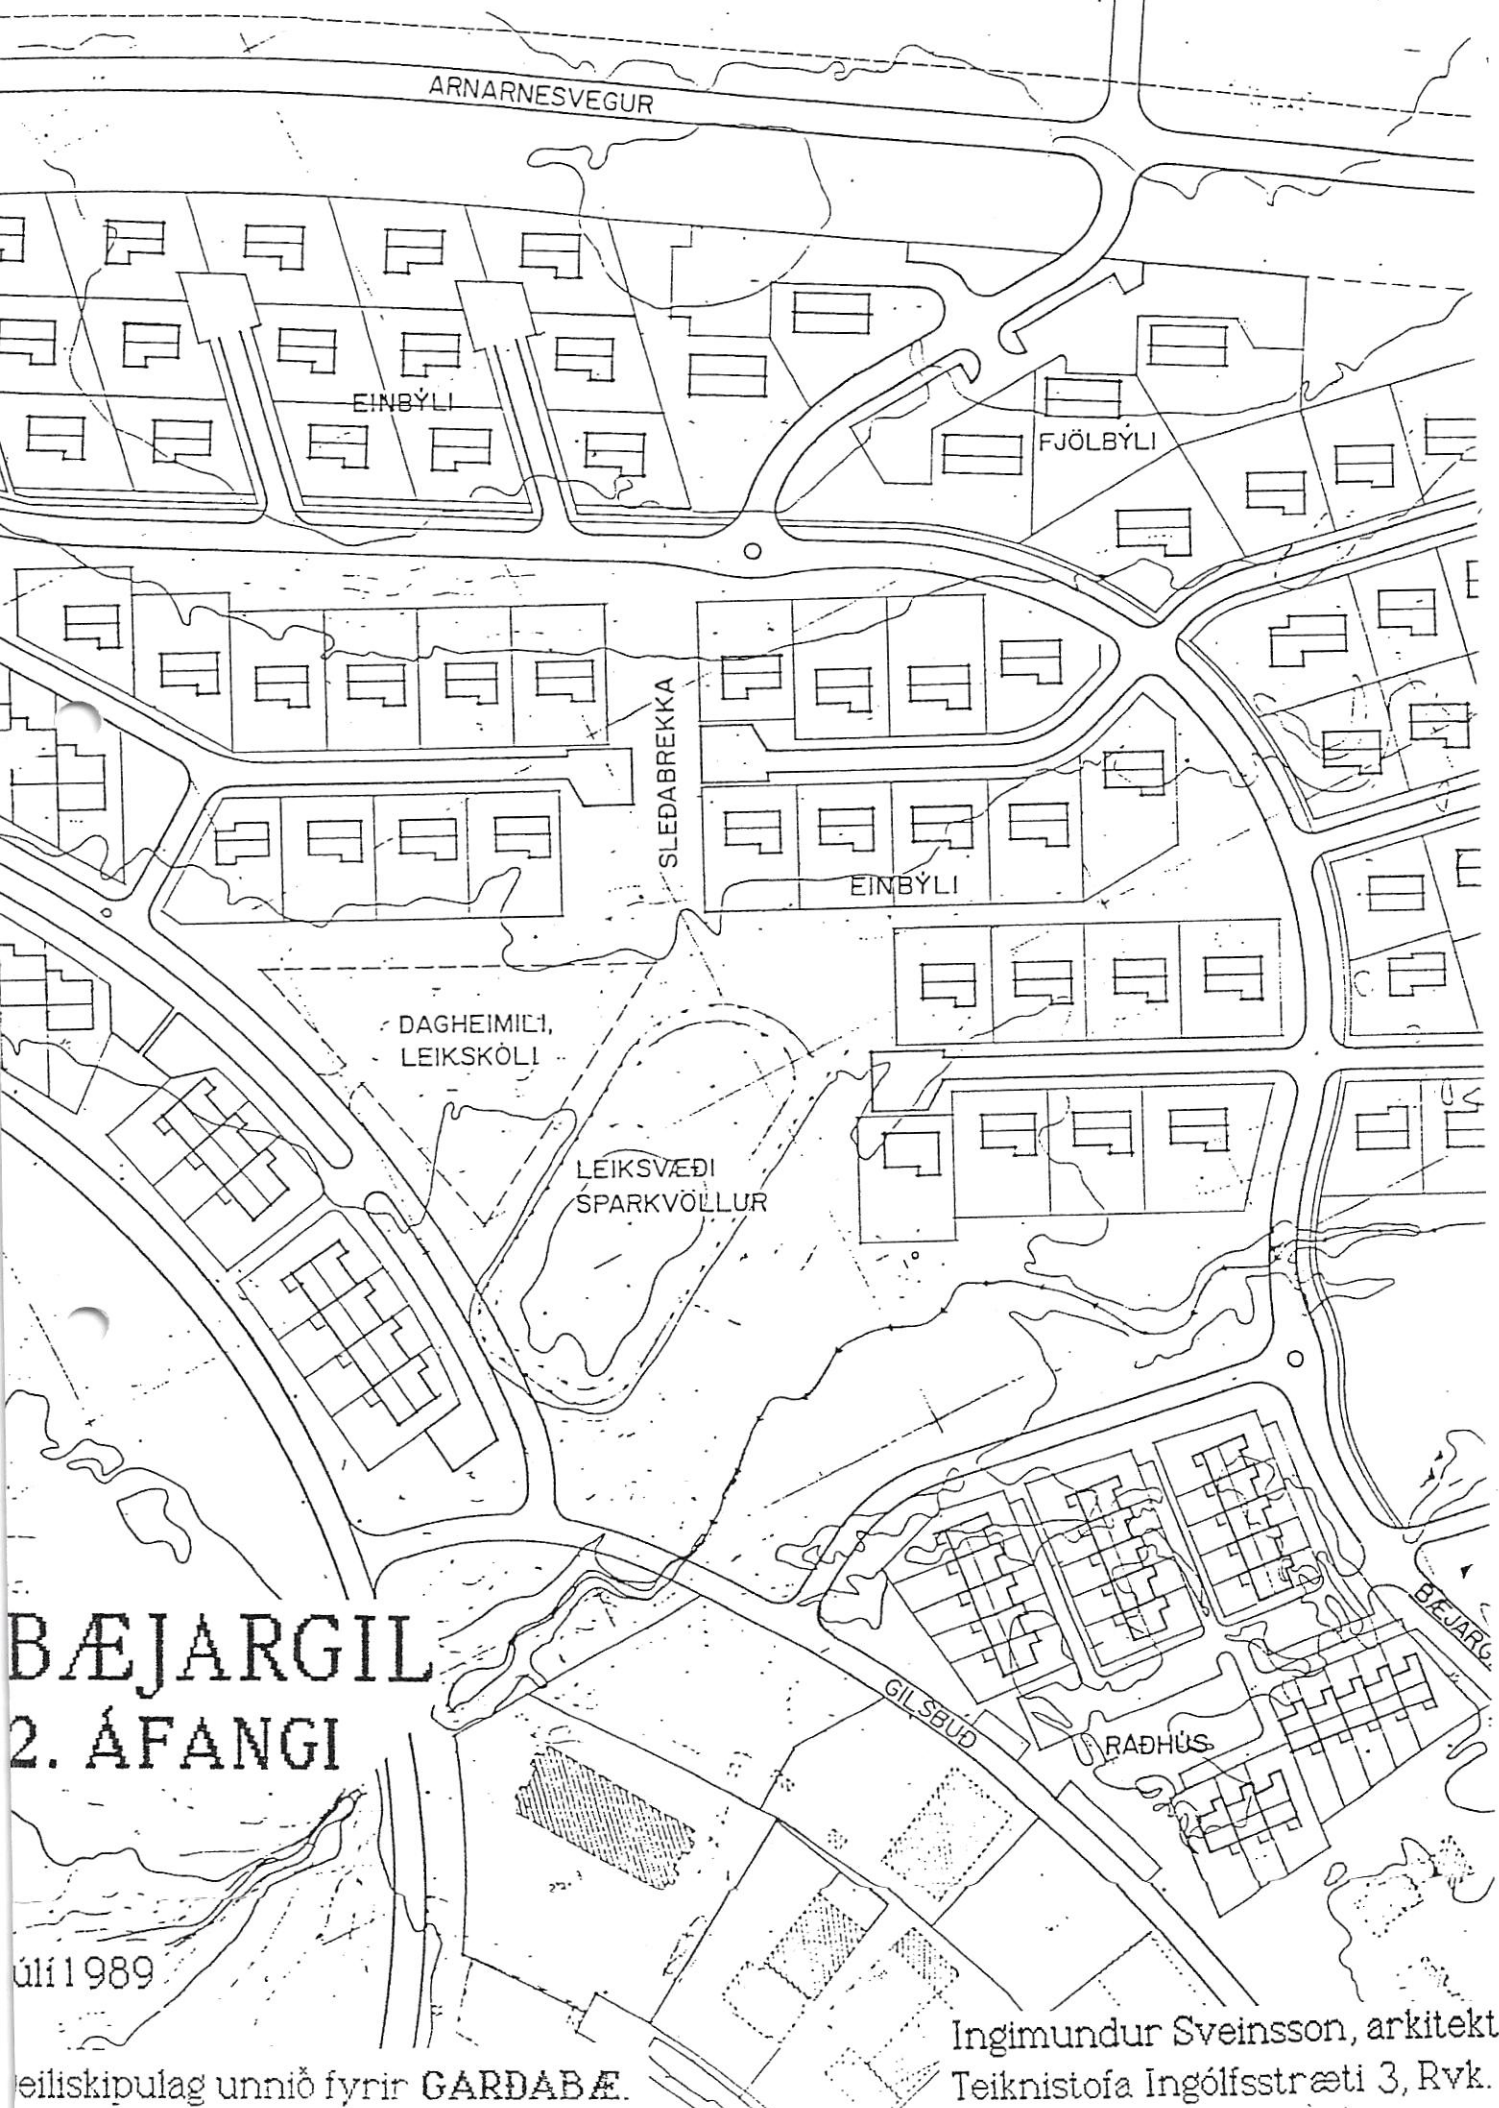 ARNARNESVEGUR
EINBÝLI
FJÖLBÝLI
SLEÐABREKKA
EINBÝLI
DAGHEIMILI,
LEIKSKÓLI
LEIKSVÆÐI
SPARKVÖLLUR
BÆJARG
GILSBÚÐ
RAÐHÚS
BÆJARGIL
2. ÁFANGI
úlí 1989
eiliskipulag unnið fyrir GARÐABÆ.
Ingimundur Sveinsson, arkitekt
Teiknistofa Ingólfsstræti 3, Rvk.